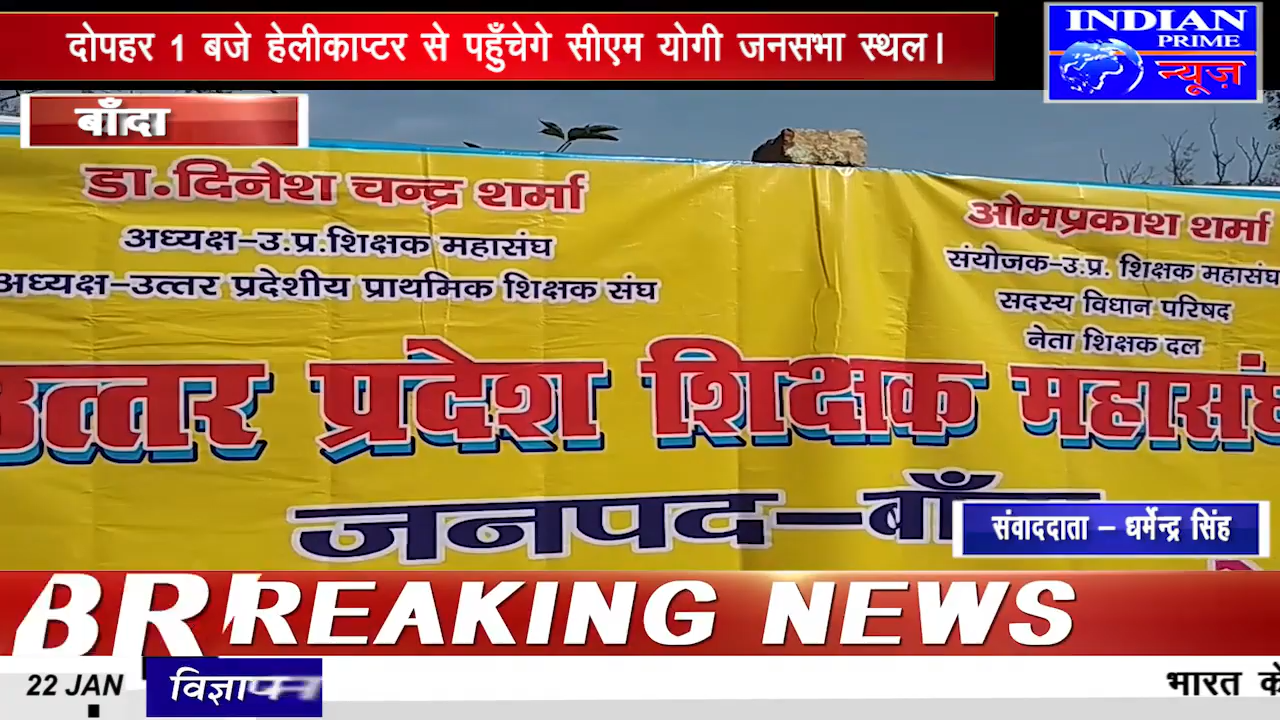 दोपहर 1 बजे हेलीकाप्टर से पहुँचेगे सीएम योगी जनसभा स्थल।
INDIAN
PRIME
न्यूज़
बाँदा
डा.दिनेश चन्द्र शर्मा
अध्यक्ष-उ.प्र.शिक्षक महासंघ
अध्यक्ष-उत्तर प्रदेशीय प्राथमिक शिक्षक संघ
ओमप्रकाश शर्मा
संयोजक-उ.प्र. शिक्षक महासंघ
सदस्य विधान परिषद
नेता शिक्षक दल
उत्तर प्रदेश शिक्षक महासंघ
जनपद-बाँदा
संवाददाता – धर्मेन्द्र सिंह
BREAKING NEWS
22 JAN
विज्ञापन
भारत के